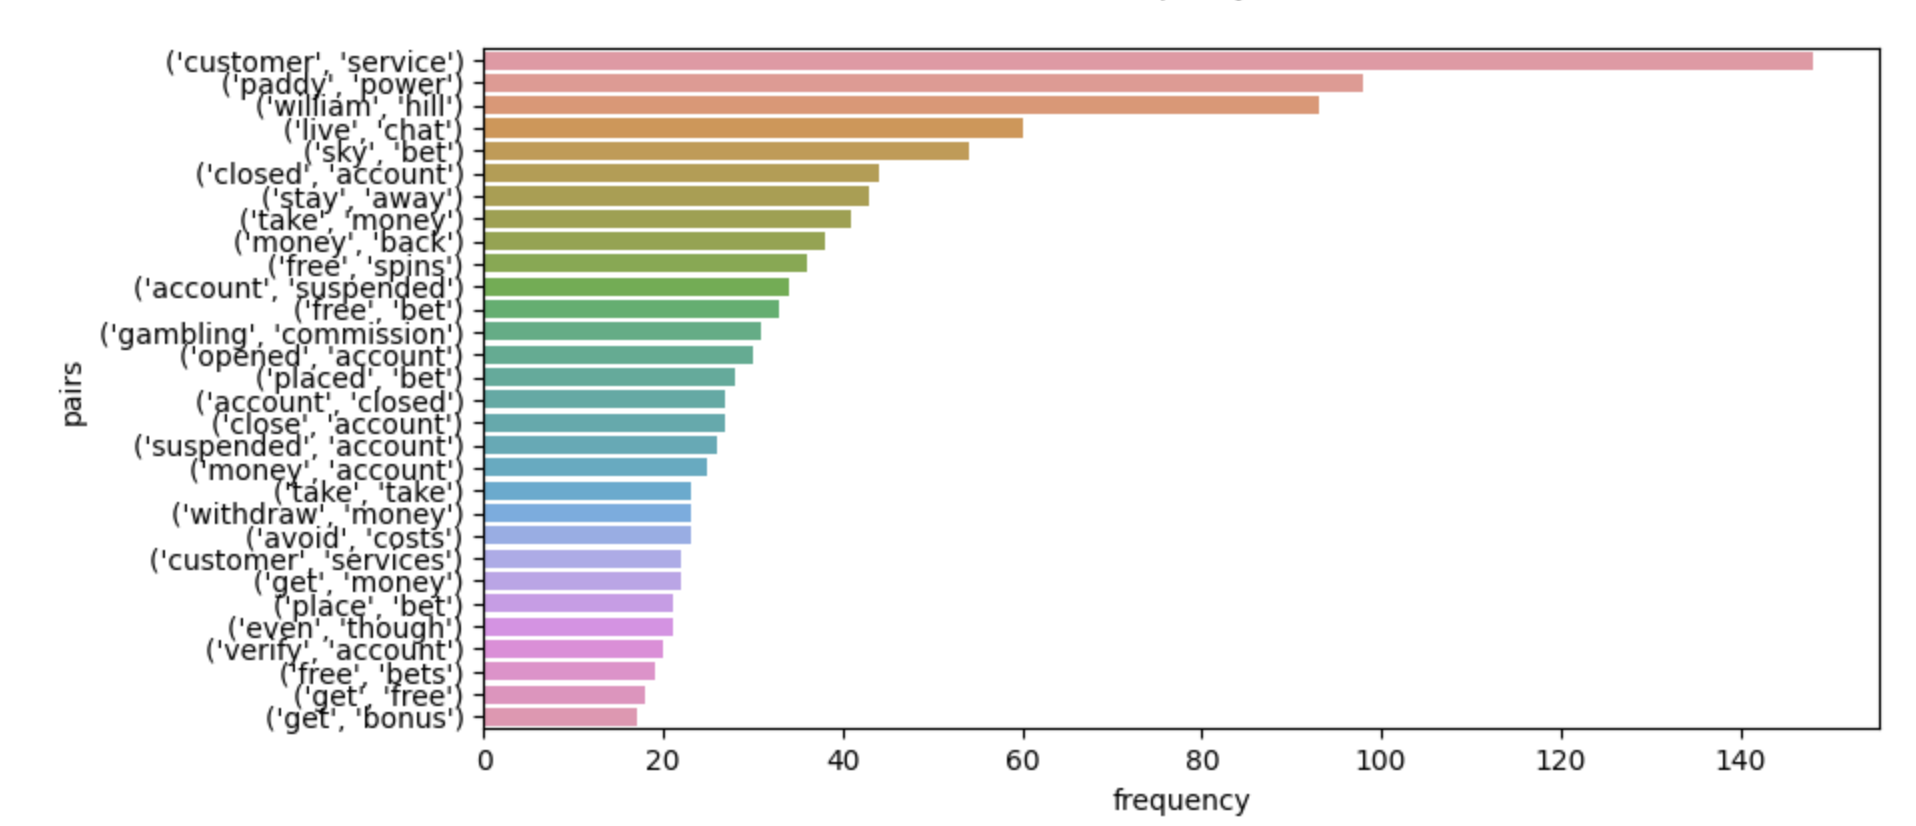 ('customer', 'service')
('paddy', 'power')
('william', 'hill')
('live', 'chat')
('sky', 'bet')
('closed', 'account')
('stay', 'away')
('take', 'money')
('money', 'back')
('free', 'spins')
('account', 'suspended')
('free', 'bet')
('gambling', 'commission')
('opened', 'account')
('placed', 'bet')
('account', 'closed')
('close', 'account')
('suspended', 'account')
('money', 'account')
('take', 'take')
('withdraw', 'money')
('avoid', 'costs')
('customer', 'services')
('get', 'money')
('place', 'bet')
('even', 'though')
('verify', 'account')
('free', 'bets')
('get', 'free')
('get', 'bonus')
pairs
0 20 40 60 80 100 120 140
frequency